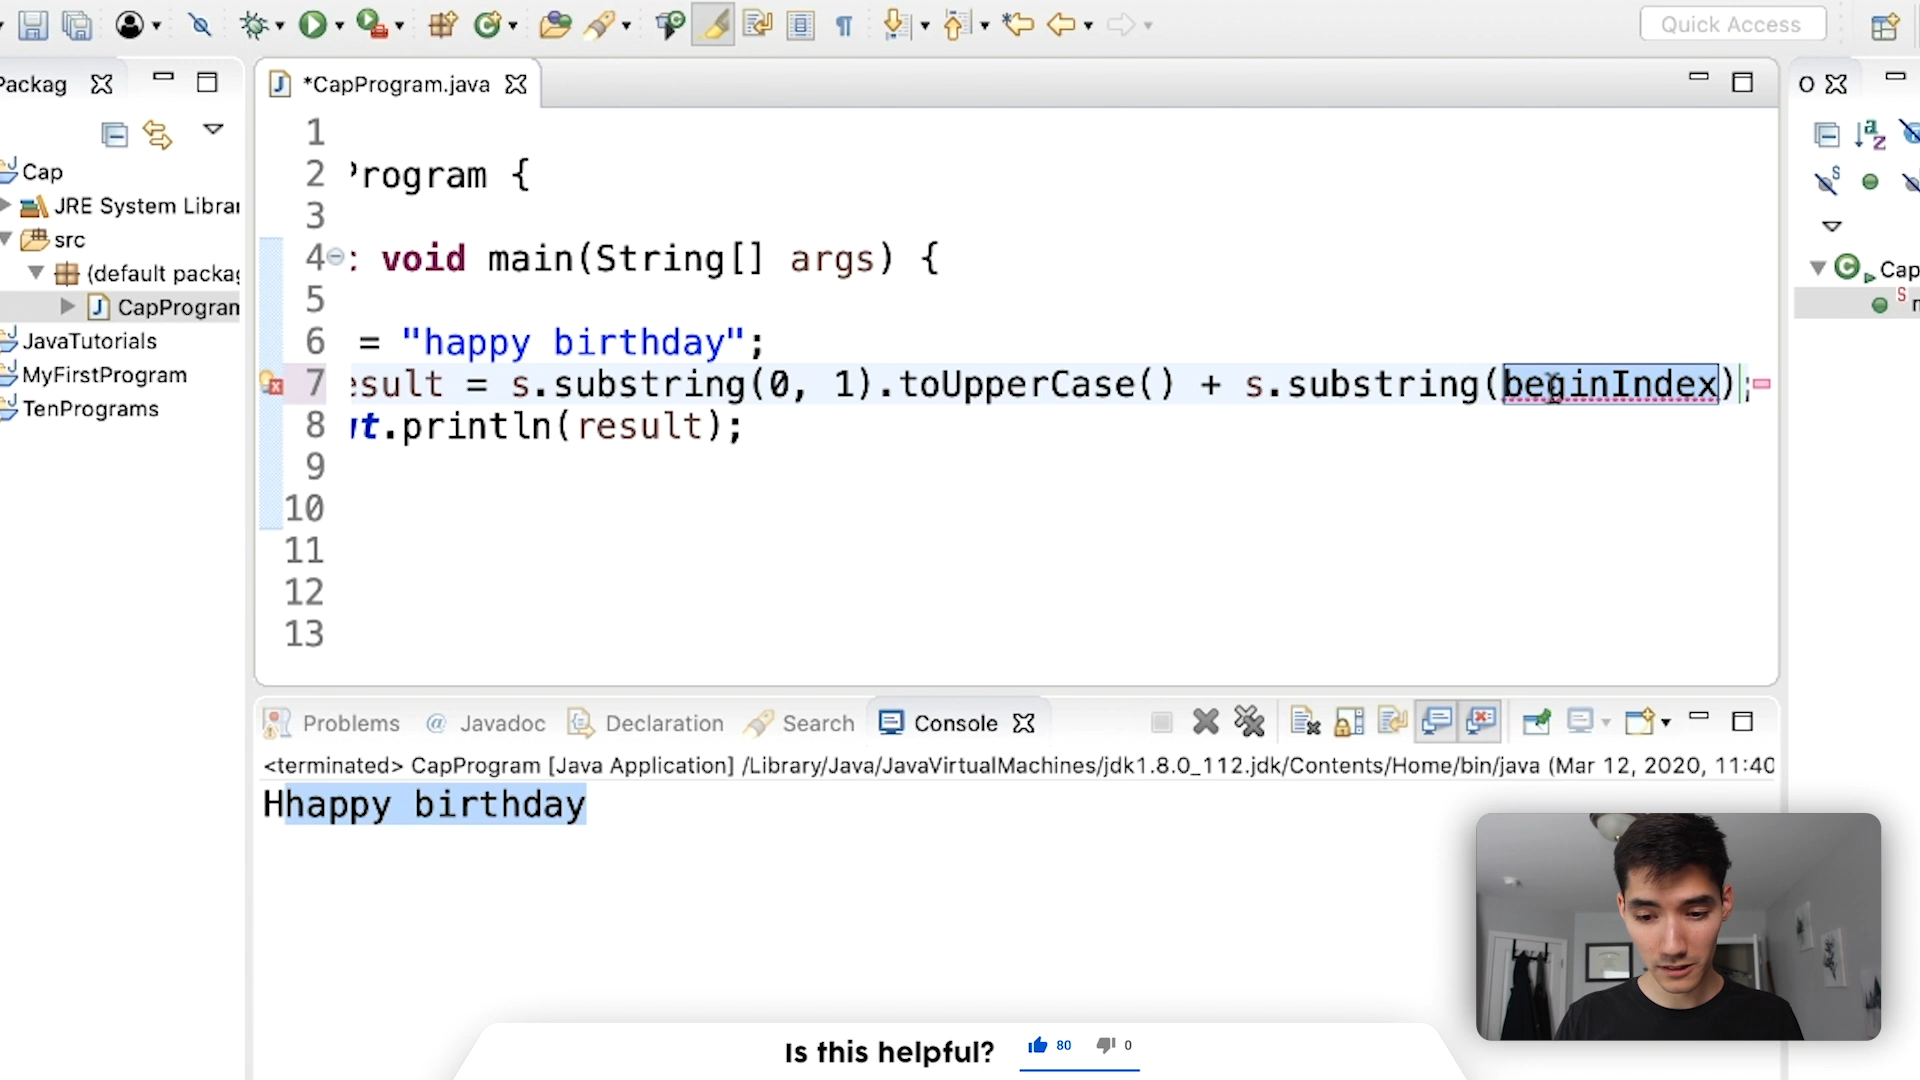 Quick Access
Packag
*CapProgram.java
O
Cap
JRE System Librar
src
(default packag
CapProgram
JavaTutorials
MyFirstProgram
TenPrograms
1
2 Program {
3
4 : void main(String[] args) {
5
6 = "happy birthday";
7 esult = s.substring(0, 1).toUpperCase() + s.substring(beginIndex);
8 ut.println(result);
9
10
11
12
13
Cap
Problems @ Javadoc Declaration Search Console
<terminated> CapProgram [Java Application] /Library/Java/JavaVirtualMachines/jdk1.8.0_112.jdk/Contents/Home/bin/java (Mar 12, 2020, 11:40
Hhappy birthday
Is this helpful? 80 0